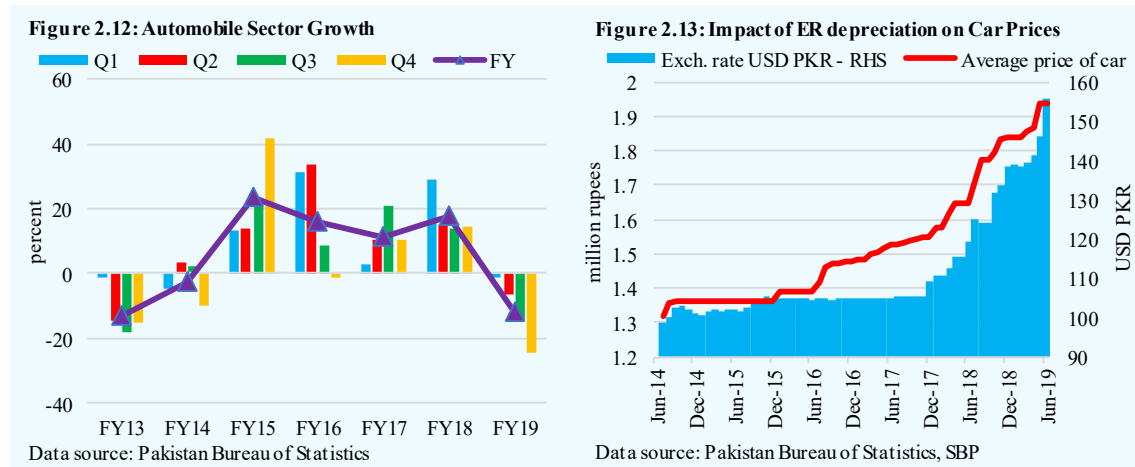 Figure 2.12: Automobile Sector Growth
Q1 Q2 Q3 Q4 FY
60
40
20
0
-20
-40
percent
FY13 FY14 FY15 FY16 FY17 FY18 FY19
Data source: Pakistan Bureau of Statistics
Figure 2.13: Impact of ER depreciation on Car Prices
Exch. rate USD PKR - RHS Average price of car
2
1.9
1.8
1.7
1.6
1.5
1.4
1.3
1.2
million rupees
160
150
140
130
120
110
100
90
USD PKR
Jun-14
Dec-14
Jun-15
Dec-15
Jun-16
Dec-16
Jun-17
Dec-17
Jun-18
Dec-18
Jun-19
Data source: Pakistan Bureau of Statistics, SBP